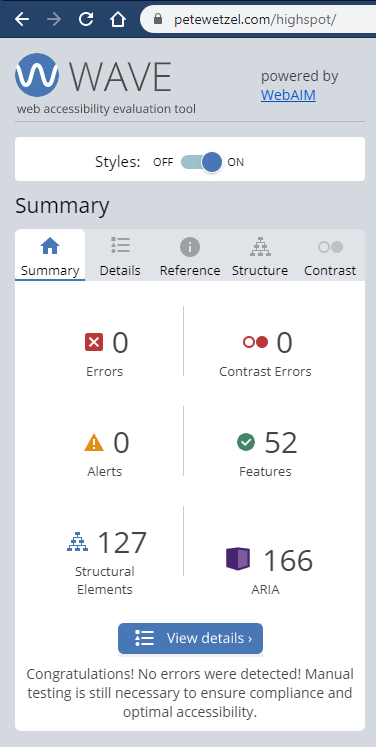 petewetzel.com/highspot/
WAVE
web accessibility evaluation tool
powered by
WebAIM
Styles: OFF ON
Summary
Summary Details Reference Structure Contrast
0 0
Errors Contrast Errors
0 52
Alerts Features
127 166
Structural
Elements
ARIA
View details ›
Congratulations! No errors were detected! Manual
testing is still necessary to ensure compliance and
optimal accessibility.